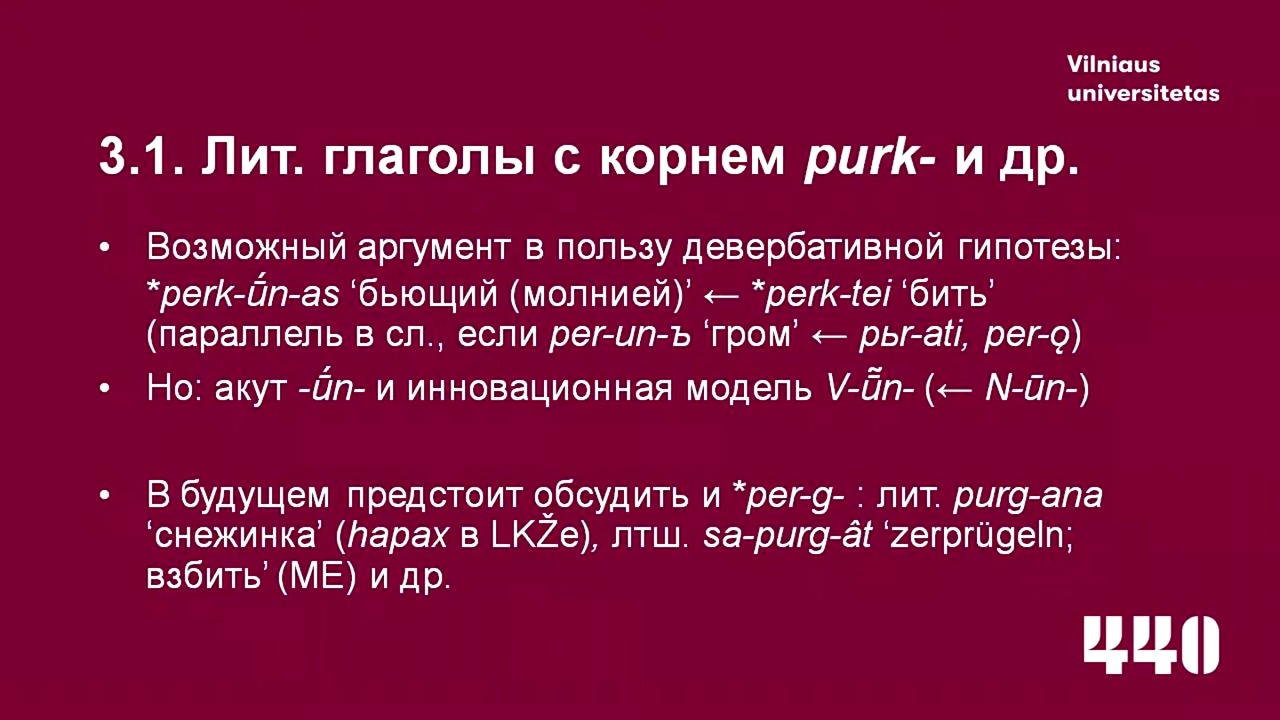 Vilniaus
universitetas
3.1. Лит. глаголы с корнем purk- и др.
• Возможный аргумент в пользу девербативной гипотезы:
*perk-ū́n-as ‘бьющий (молнией)’ ← *perk-tei ‘бить’
(параллель в сл., если per-un-ъ ‘гром’ ← pьr-ati, per-ǫ)
• Но: акут -ū́n- и инновационная модель V-ū̃n- (← N-ūn-)
• В будущем предстоит обсудить и *per-g- : лит. purg-ana
‘снежинка’ (hapax в LKŽe), лтш. sa-purg-ât ‘zerprügeln;
взбить’ (ME) и др.
440